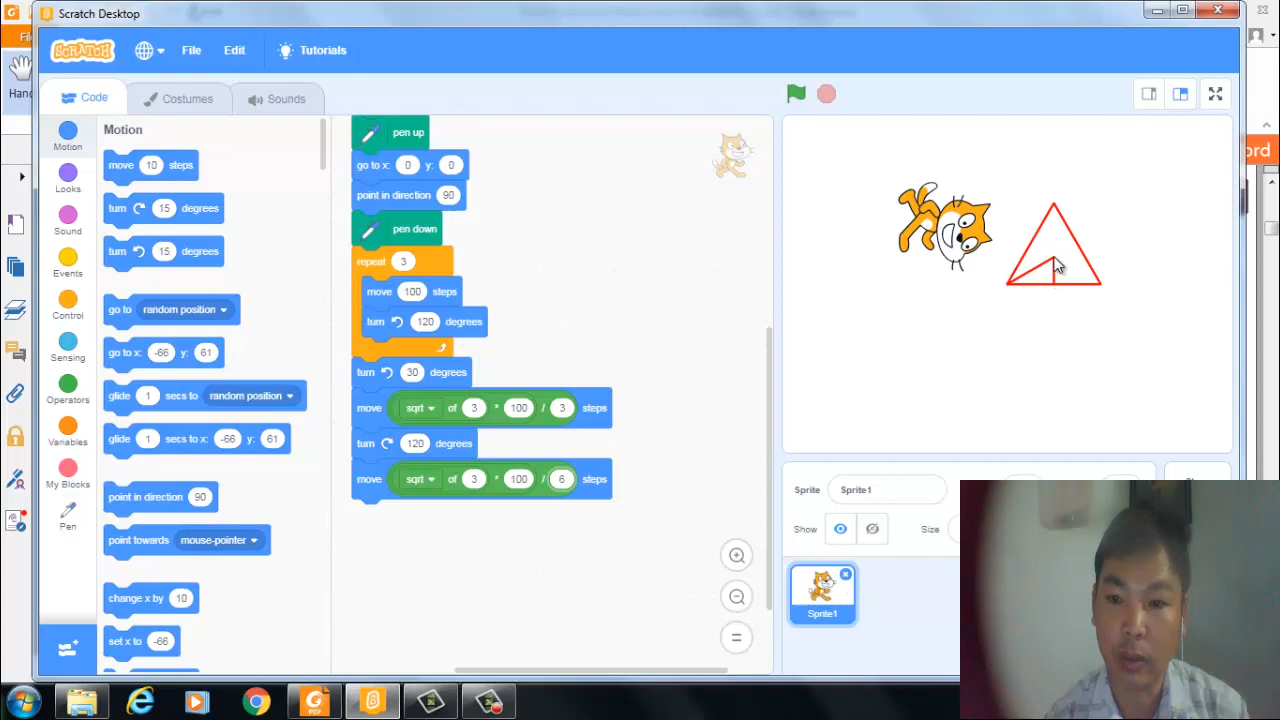 Scratch Desktop
SCRATCH File Edit Tutorials
Code Costumes Sounds
Hand
Motion
Looks
Sound
Events
Control
Sensing
Operators
Variables
My Blocks
Pen
Motion
move 10 steps
turn 15 degrees
turn 15 degrees
go to random position
go to x: -66 y: 61
glide 1 secs to random position
glide 1 secs to x: -66 y: 61
point in direction 90
point towards mouse-pointer
change x by 10
set x to -66
pen up
go to x: 0 y: 0
point in direction 90
pen down
repeat 3
move 100 steps
turn 120 degrees
turn 30 degrees
move sqrt of 3 * 100 / 3 steps
turn 120 degrees
move sqrt of 3 * 100 / 6 steps
Sprite Sprite1
Show Size
Sprite1
PDF